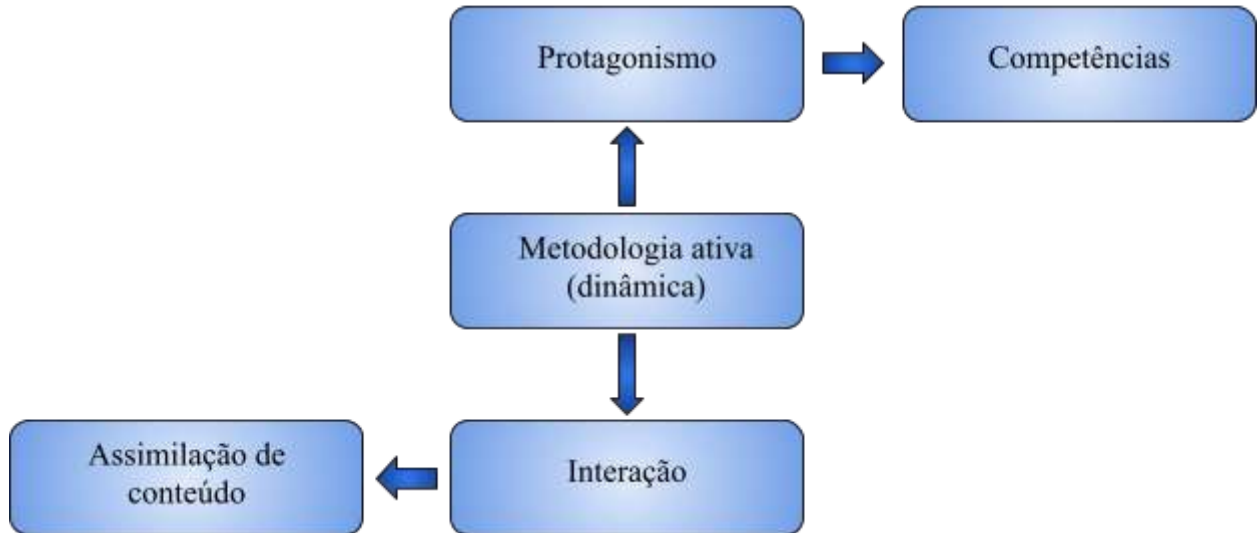 Protagonismo
Competências
Metodologia ativa
(dinâmica)
Assimilação de
conteúdo
Interação